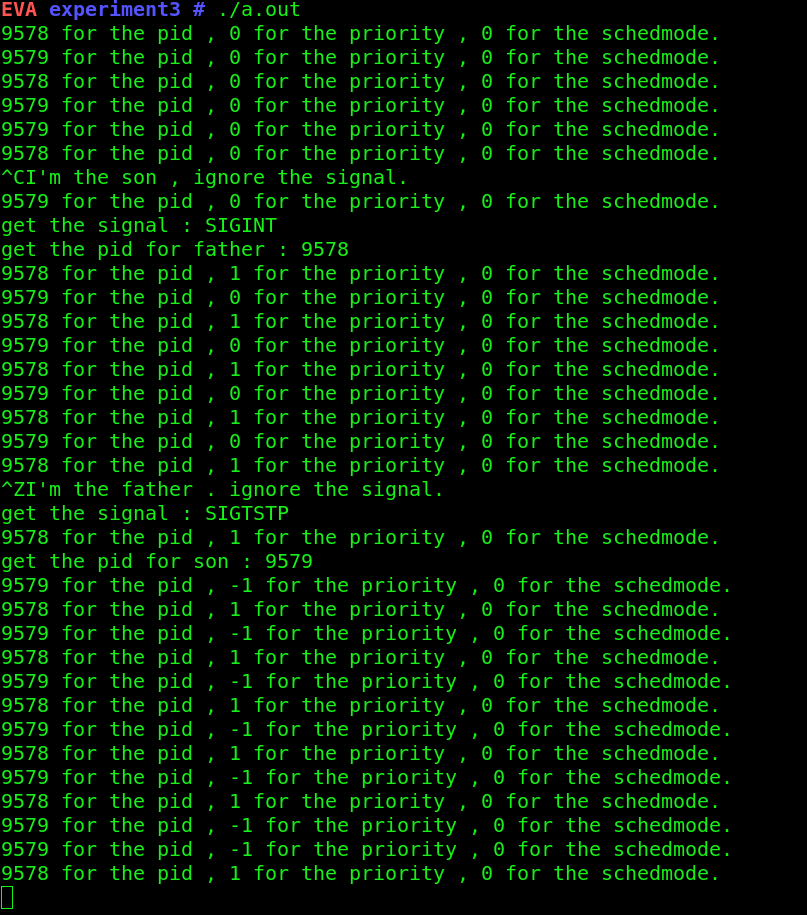 EVA experiment3 # ./a.out
9578 for the pid , 0 for the priority , 0 for the schedmode.
9579 for the pid , 0 for the priority , 0 for the schedmode.
9578 for the pid , 0 for the priority , 0 for the schedmode.
9579 for the pid , 0 for the priority , 0 for the schedmode.
9579 for the pid , 0 for the priority , 0 for the schedmode.
9578 for the pid , 0 for the priority , 0 for the schedmode.
^CI'm the son , ignore the signal.
9579 for the pid , 0 for the priority , 0 for the schedmode.
get the signal : SIGINT
get the pid for father : 9578
9578 for the pid , 1 for the priority , 0 for the schedmode.
9579 for the pid , 0 for the priority , 0 for the schedmode.
9578 for the pid , 1 for the priority , 0 for the schedmode.
9579 for the pid , 0 for the priority , 0 for the schedmode.
9578 for the pid , 1 for the priority , 0 for the schedmode.
9579 for the pid , 0 for the priority , 0 for the schedmode.
9578 for the pid , 1 for the priority , 0 for the schedmode.
9579 for the pid , 0 for the priority , 0 for the schedmode.
9578 for the pid , 1 for the priority , 0 for the schedmode.
^ZI'm the father . ignore the signal.
get the signal : SIGTSTP
9578 for the pid , 1 for the priority , 0 for the schedmode.
get the pid for son : 9579
9579 for the pid , -1 for the priority , 0 for the schedmode.
9578 for the pid , 1 for the priority , 0 for the schedmode.
9579 for the pid , -1 for the priority , 0 for the schedmode.
9578 for the pid , 1 for the priority , 0 for the schedmode.
9579 for the pid , -1 for the priority , 0 for the schedmode.
9578 for the pid , 1 for the priority , 0 for the schedmode.
9579 for the pid , -1 for the priority , 0 for the schedmode.
9578 for the pid , 1 for the priority , 0 for the schedmode.
9579 for the pid , -1 for the priority , 0 for the schedmode.
9578 for the pid , 1 for the priority , 0 for the schedmode.
9579 for the pid , -1 for the priority , 0 for the schedmode.
9579 for the pid , -1 for the priority , 0 for the schedmode.
9578 for the pid , 1 for the priority , 0 for the schedmode.